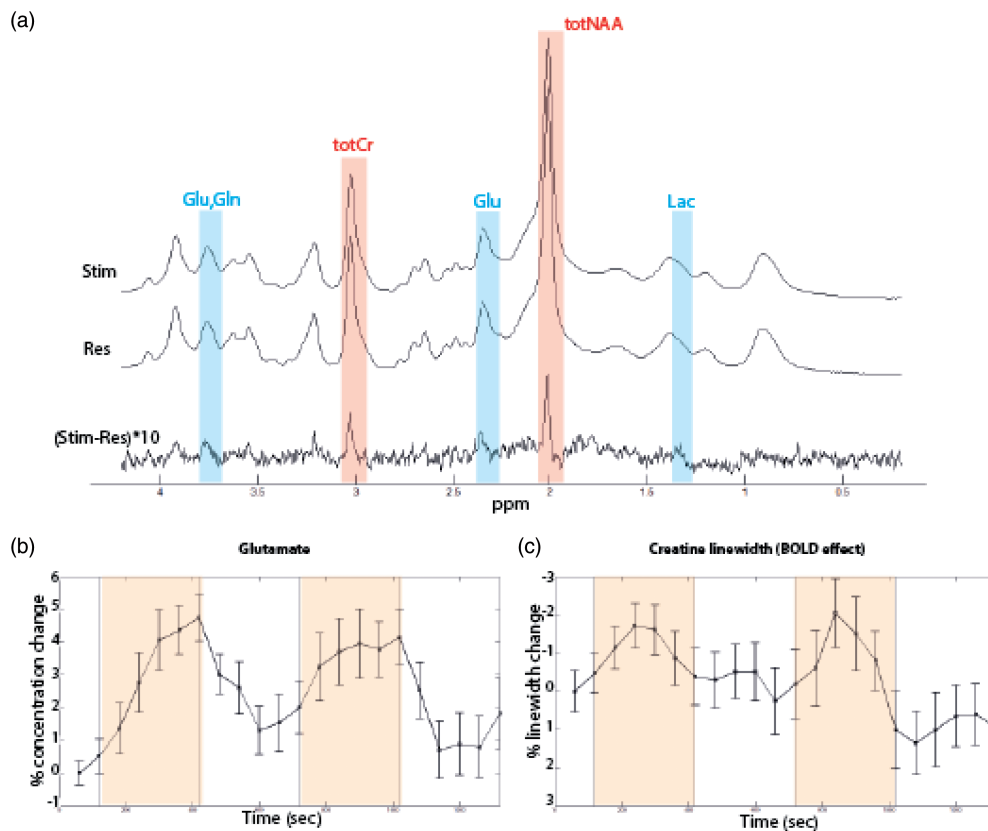 (a)
totNAA
totCr
Glu,Gln
Glu
Lac
Stim
Res
(Stim-Res)*10
4
3.5
3
2.5
2
1.5
1
0.5
ppm
(b)
Glutamate
% concentration change
6
5
4
3
2
1
0
-1
Time (sec)
(c)
Creatine linewidth (BOLD effect)
% linewidth change
-3
-2
-1
0
1
2
3
Time (sec)